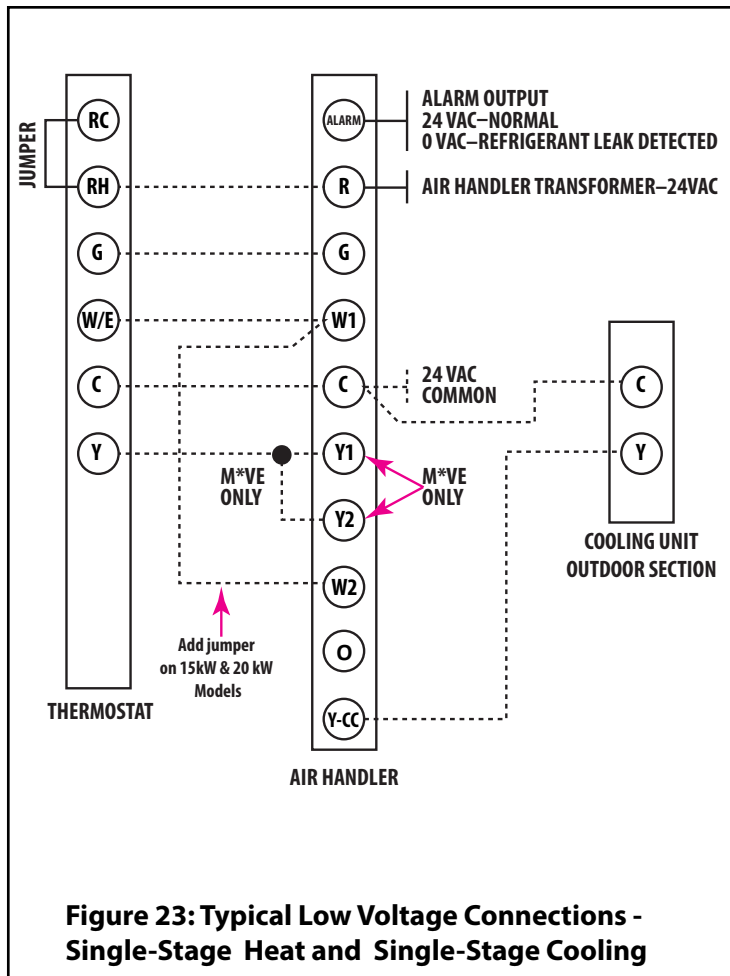 RC
JUMPER
RH
G
W/E
C
Y
THERMOSTAT
ALARM
R
G
W1
C
Y1
Y2
W2
O
Y-CC
AIR HANDLER
ALARM OUTPUT
24 VAC–NORMAL
0 VAC–REFRIGERANT LEAK DETECTED
AIR HANDLER TRANSFORMER–24VAC
24 VAC
COMMON
M*VE
ONLY
M*VE
ONLY
Add jumper
on 15kW & 20 kW
Models
C
Y
COOLING UNIT
OUTDOOR SECTION
Figure 23: Typical Low Voltage Connections -
Single-Stage Heat and Single-Stage Cooling